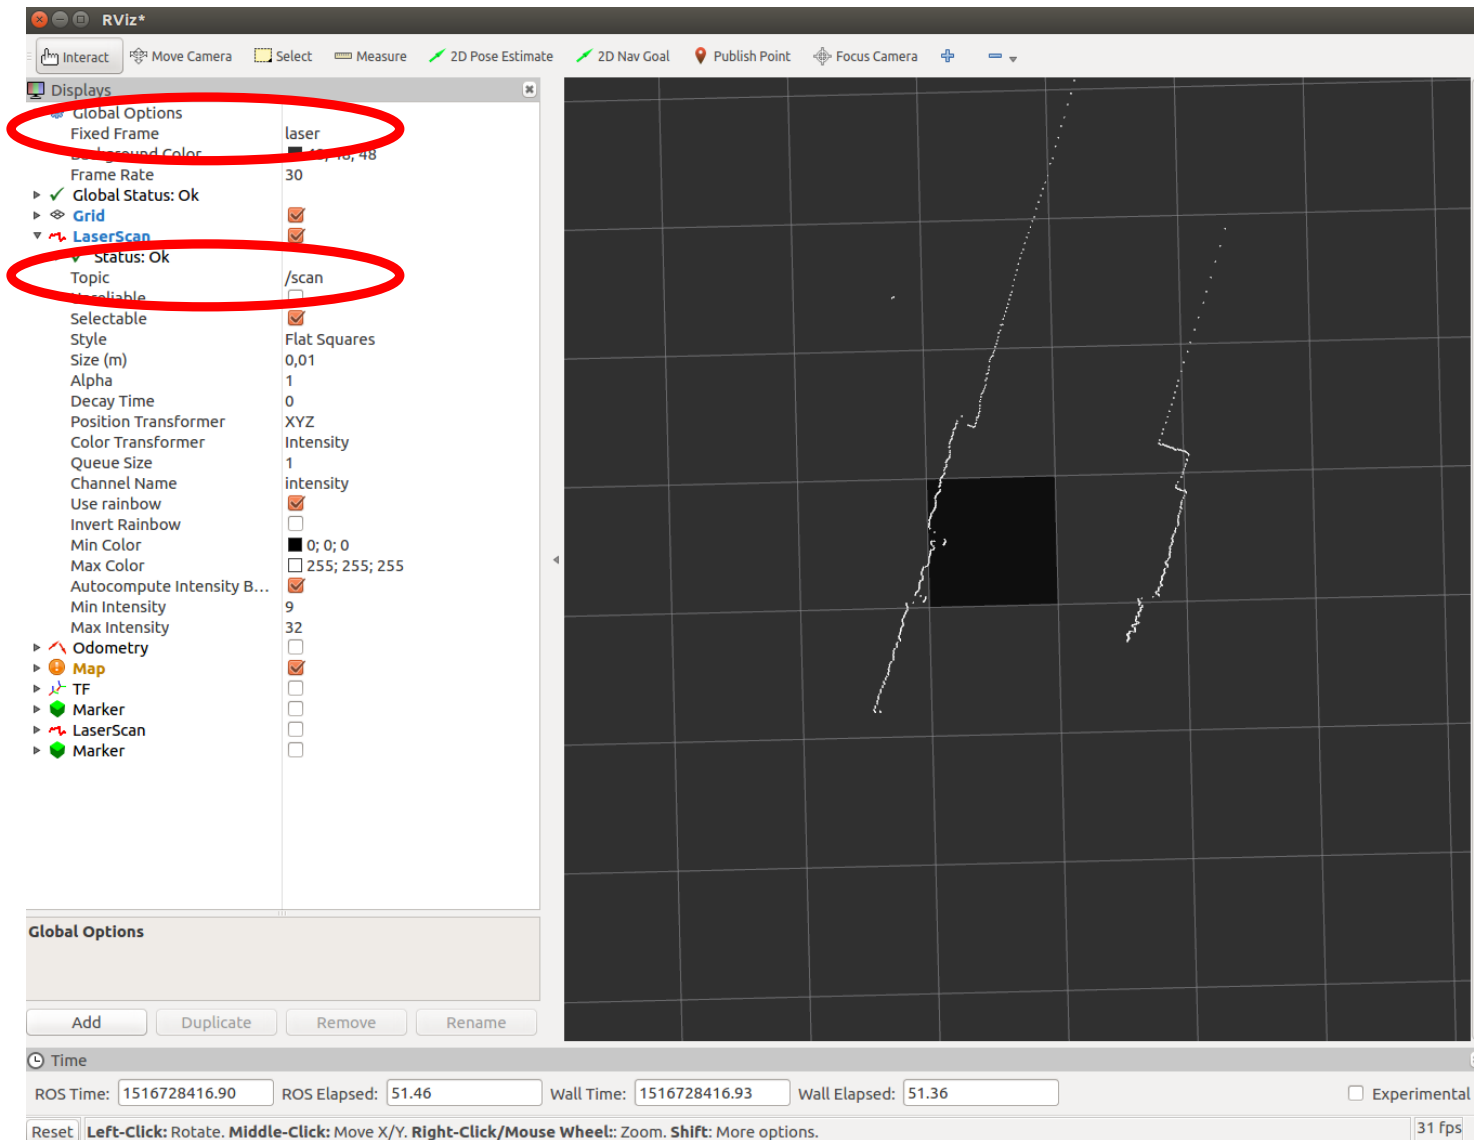 RViz*
Interact Move Camera Select Measure 2D Pose Estimate 2D Nav Goal Publish Point Focus Camera
Displays
Global Options
Fixed Frame laser
Background Color 48; 48; 48
Frame Rate 30
Global Status: Ok
Grid
LaserScan
Status: Ok
Topic /scan
Unreliable
Selectable
Style Flat Squares
Size (m) 0,01
Alpha 1
Decay Time 0
Position Transformer XYZ
Color Transformer Intensity
Queue Size 1
Channel Name intensity
Use rainbow
Invert Rainbow
Min Color 0; 0; 0
Max Color 255; 255; 255
Autocompute Intensity B...
Min Intensity 9
Max Intensity 32
Odometry
Map
TF
Marker
LaserScan
Marker
Global Options
Add Duplicate Remove Rename
Time
ROS Time: 1516728416.90 ROS Elapsed: 51.46 Wall Time: 1516728416.93 Wall Elapsed: 51.36 Experimental
Reset Left-Click: Rotate. Middle-Click: Move X/Y. Right-Click/Mouse Wheel:: Zoom. Shift: More options. 31 fps